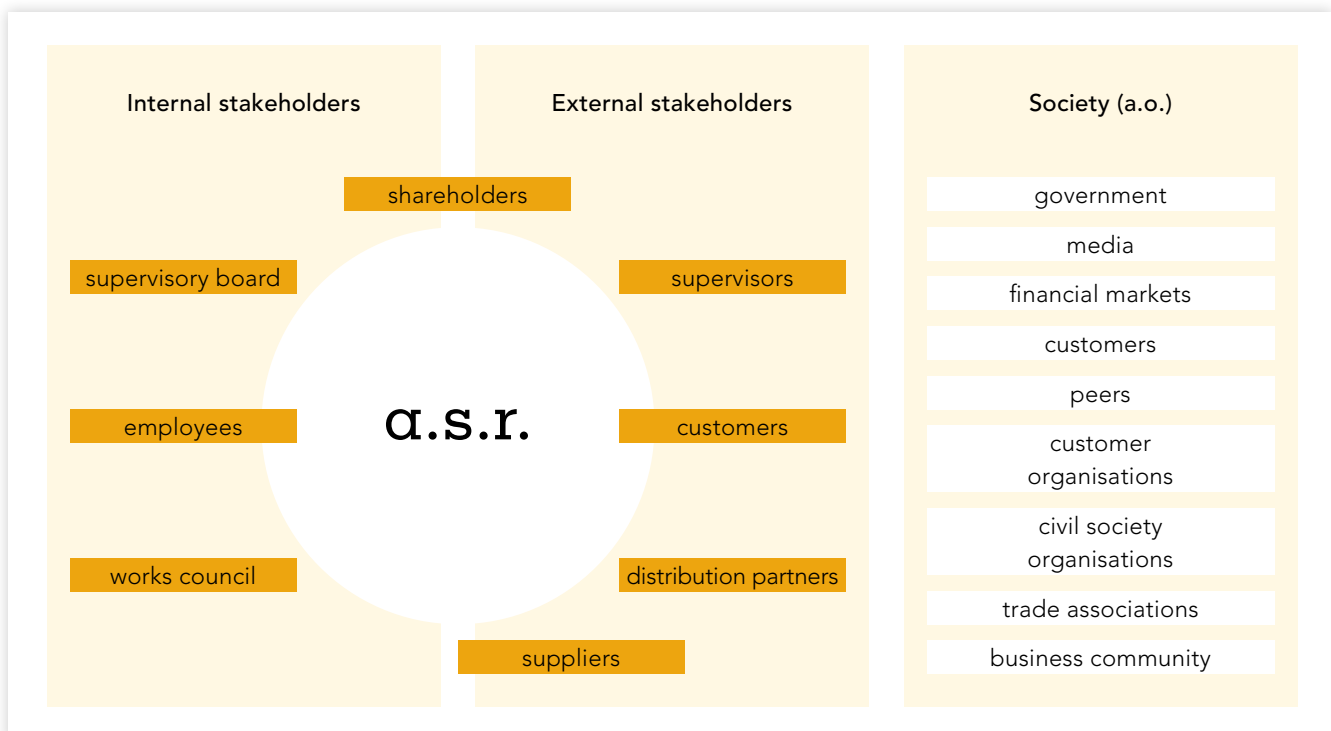 Internal stakeholders
External stakeholders
Society (a.o.)
shareholders
supervisory board
employees
works council
a.s.r.
supervisors
customers
distribution partners
suppliers
government
media
financial markets
customers
peers
customer
organisations
civil society
organisations
trade associations
business community